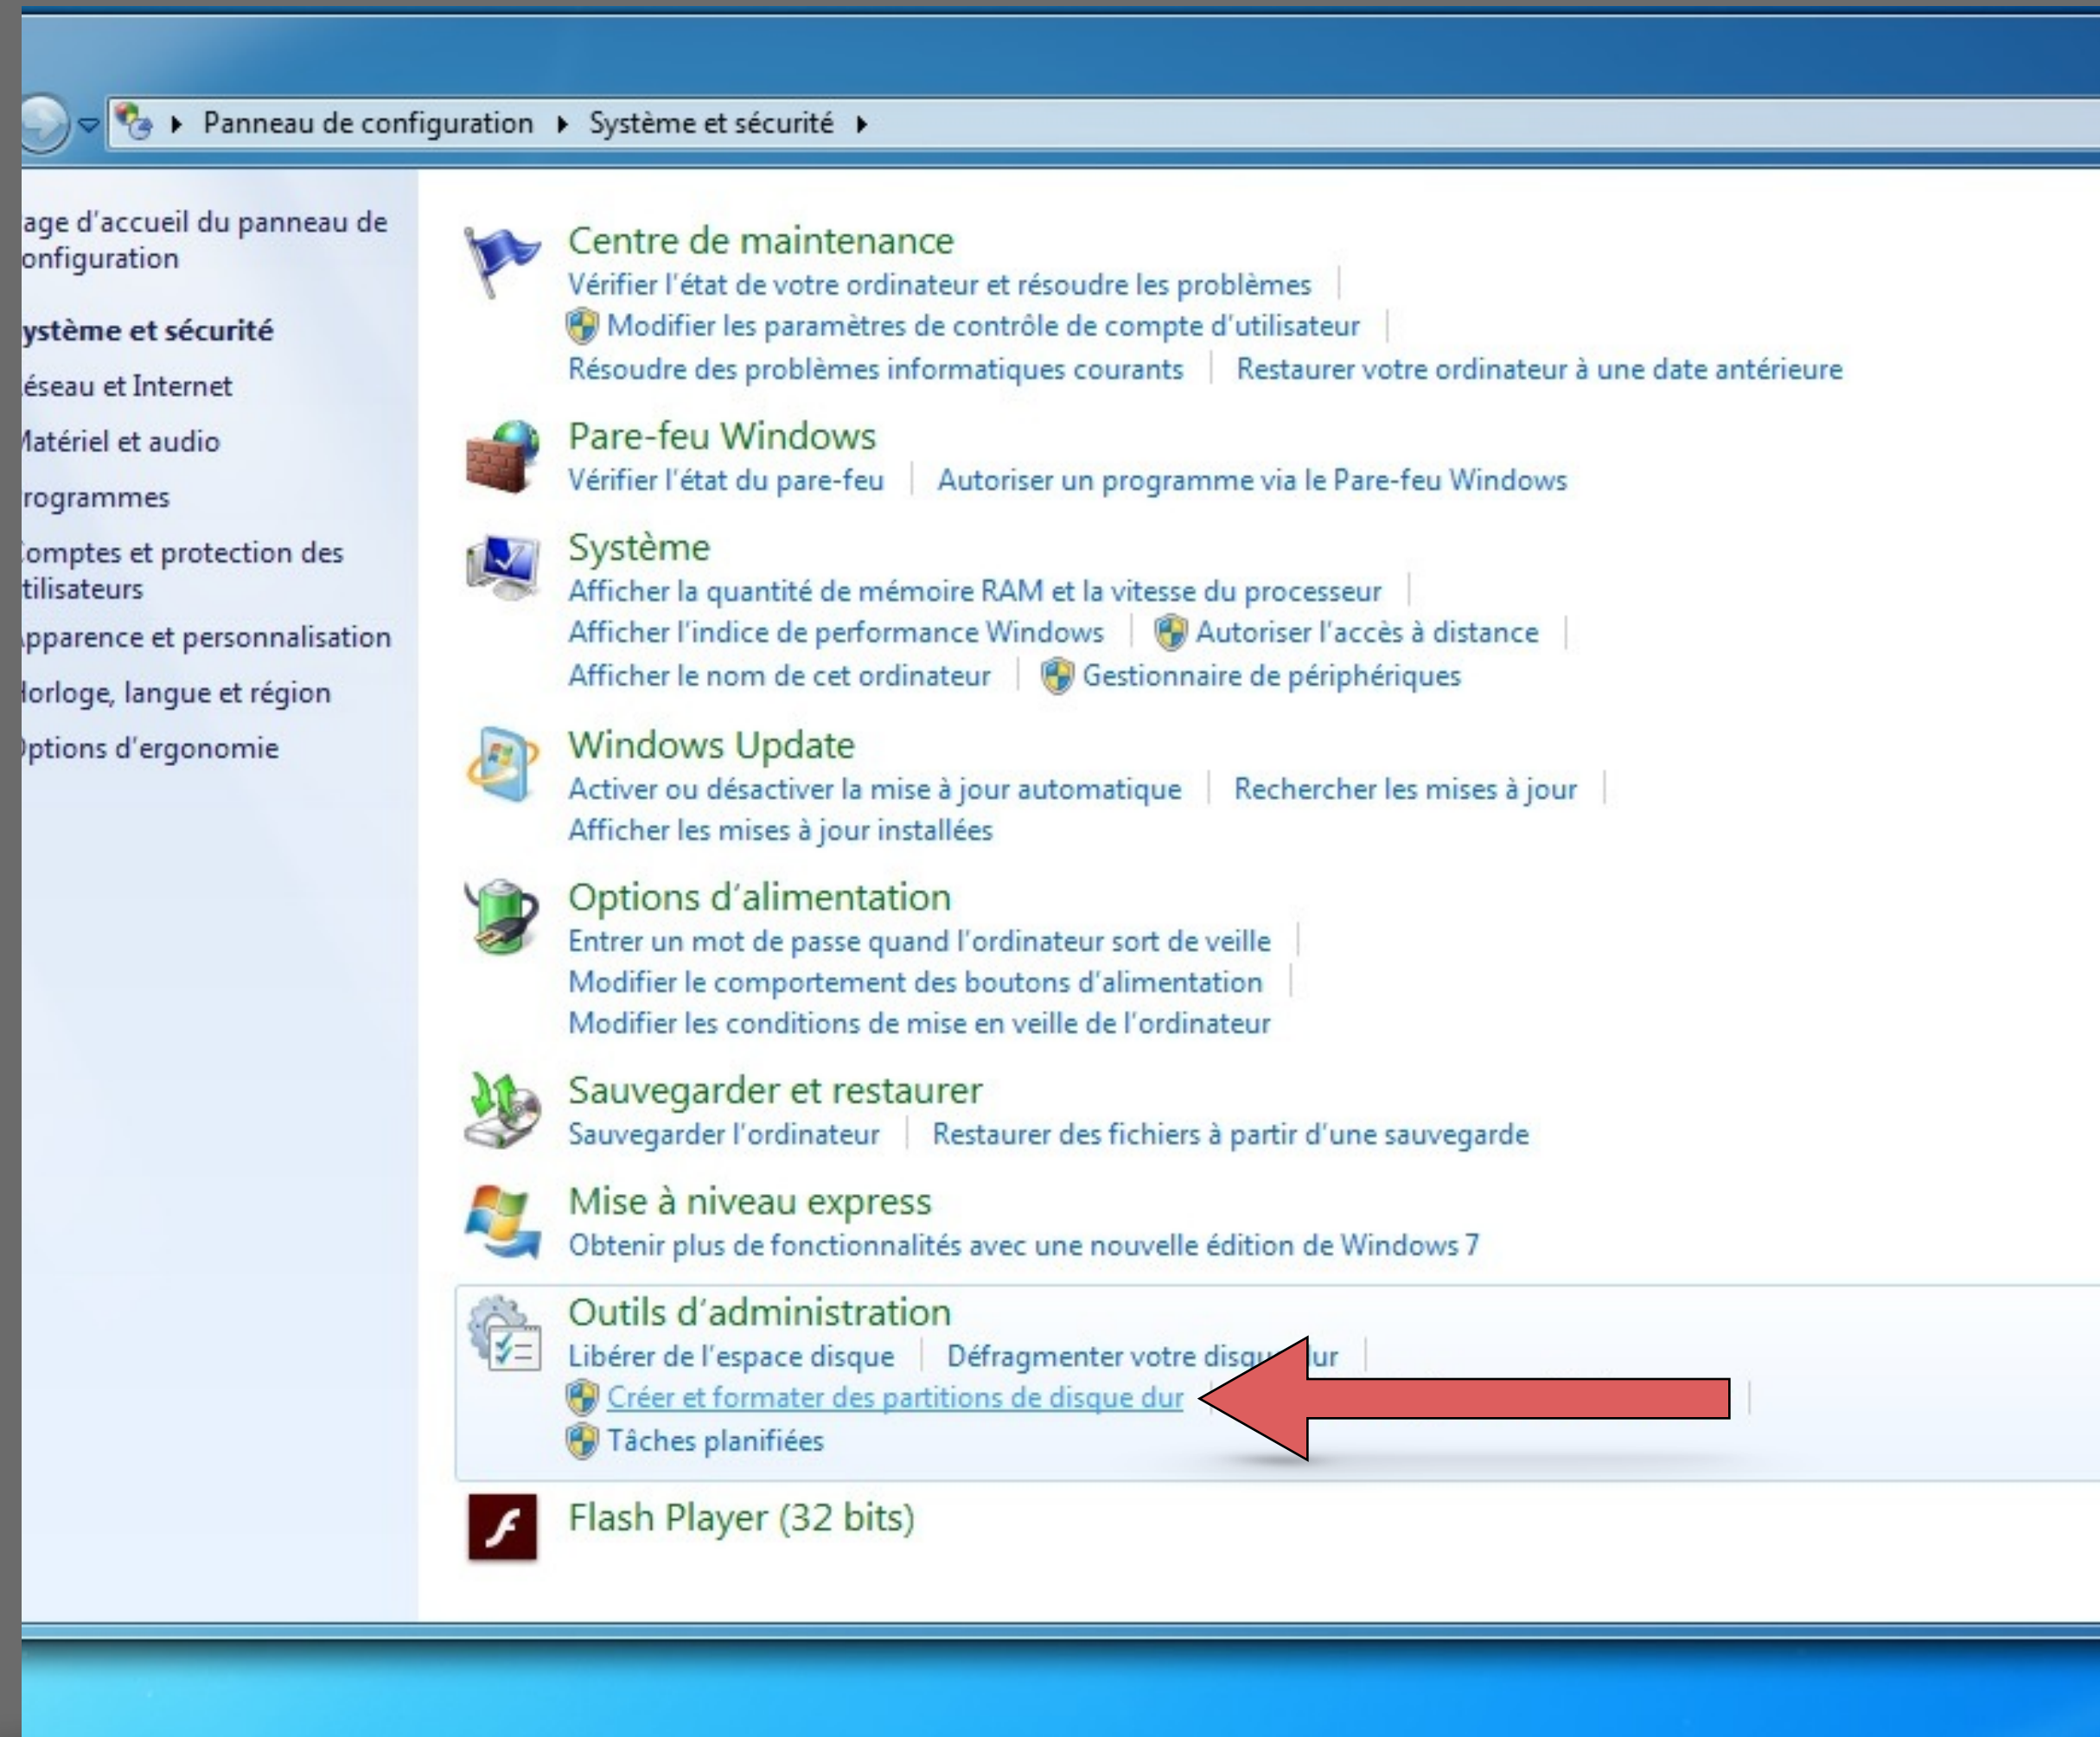 Panneau de configuration Système et sécurité
age d'accueil du panneau de
onfiguration
ystème et sécurité
éseau et Internet
Matériel et audio
rogrammes
omptes et protection des
tilisateurs
pparence et personnalisation
orloge, langue et région
ptions d'ergonomie
Centre de maintenance
Vérifier l'état de votre ordinateur et résoudre les problèmes
Modifier les paramètres de contrôle de compte d'utilisateur
Résoudre des problèmes informatiques courants Restaurer votre ordinateur à une date antérieure
Pare-feu Windows
Vérifier l'état du pare-feu Autoriser un programme via le Pare-feu Windows
Système
Afficher la quantité de mémoire RAM et la vitesse du processeur
Afficher l'indice de performance Windows Autoriser l'accès à distance
Afficher le nom de cet ordinateur Gestionnaire de périphériques
Windows Update
Activer ou désactiver la mise à jour automatique Rechercher les mises à jour
Afficher les mises à jour installées
Options d'alimentation
Entrer un mot de passe quand l'ordinateur sort de veille
Modifier le comportement des boutons d'alimentation
Modifier les conditions de mise en veille de l'ordinateur
Sauvegarder et restaurer
Sauvegarder l'ordinateur Restaurer des fichiers à partir d'une sauvegarde
Mise à niveau express
Obtenir plus de fonctionnalités avec une nouvelle édition de Windows 7
Outils d'administration
Libérer de l'espace disque Défragmenter votre disque dur
Créer et formater des partitions de disque dur
Tâches planifiées
Flash Player (32 bits)